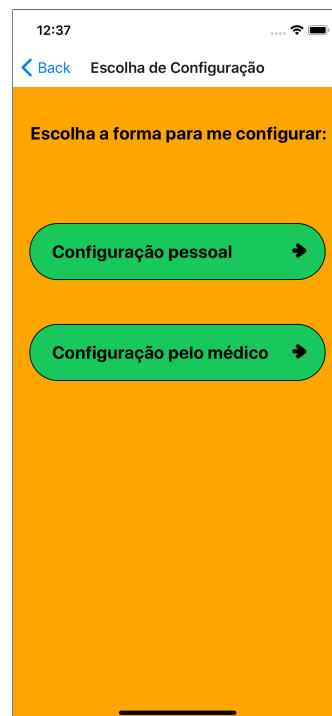 12:37
Back
Escolha de Configuração
Escolha a forma para me configurar:
Configuração pessoal
Configuração pelo médico